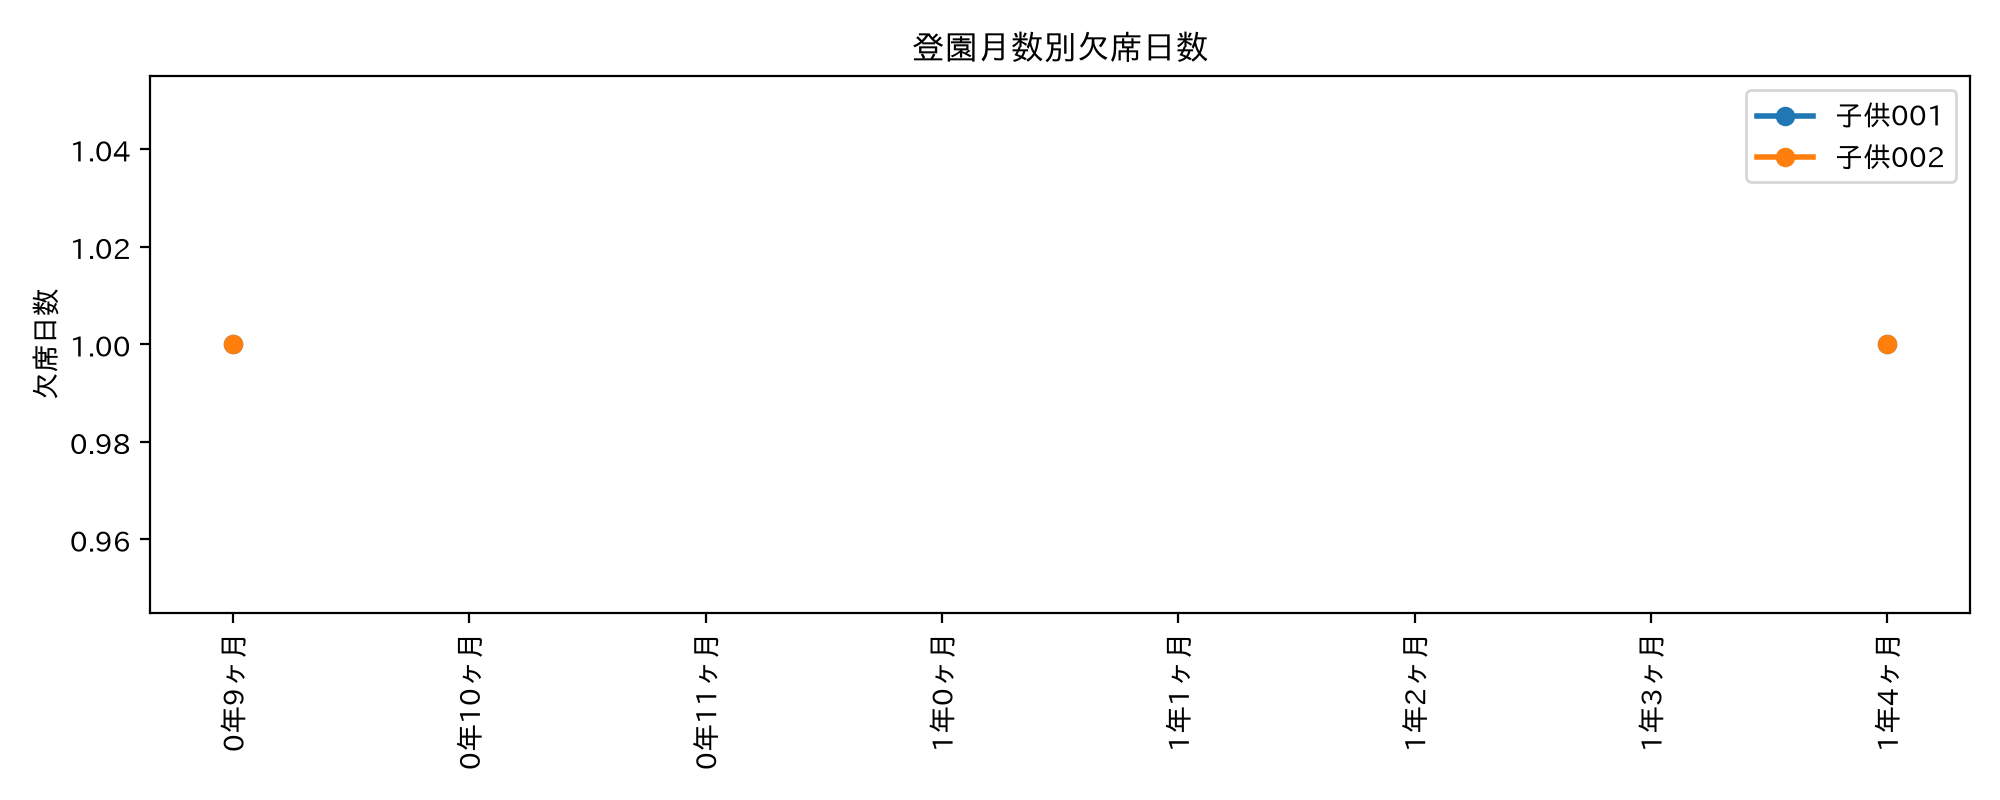 登園月数別欠席日数
子供001
子供002
欠席日数
1.04
1.02
1.00
0.98
0.96
0年9ヶ月
0年10ヶ月
0年11ヶ月
1年0ヶ月
1年1ヶ月
1年2ヶ月
1年3ヶ月
1年4ヶ月